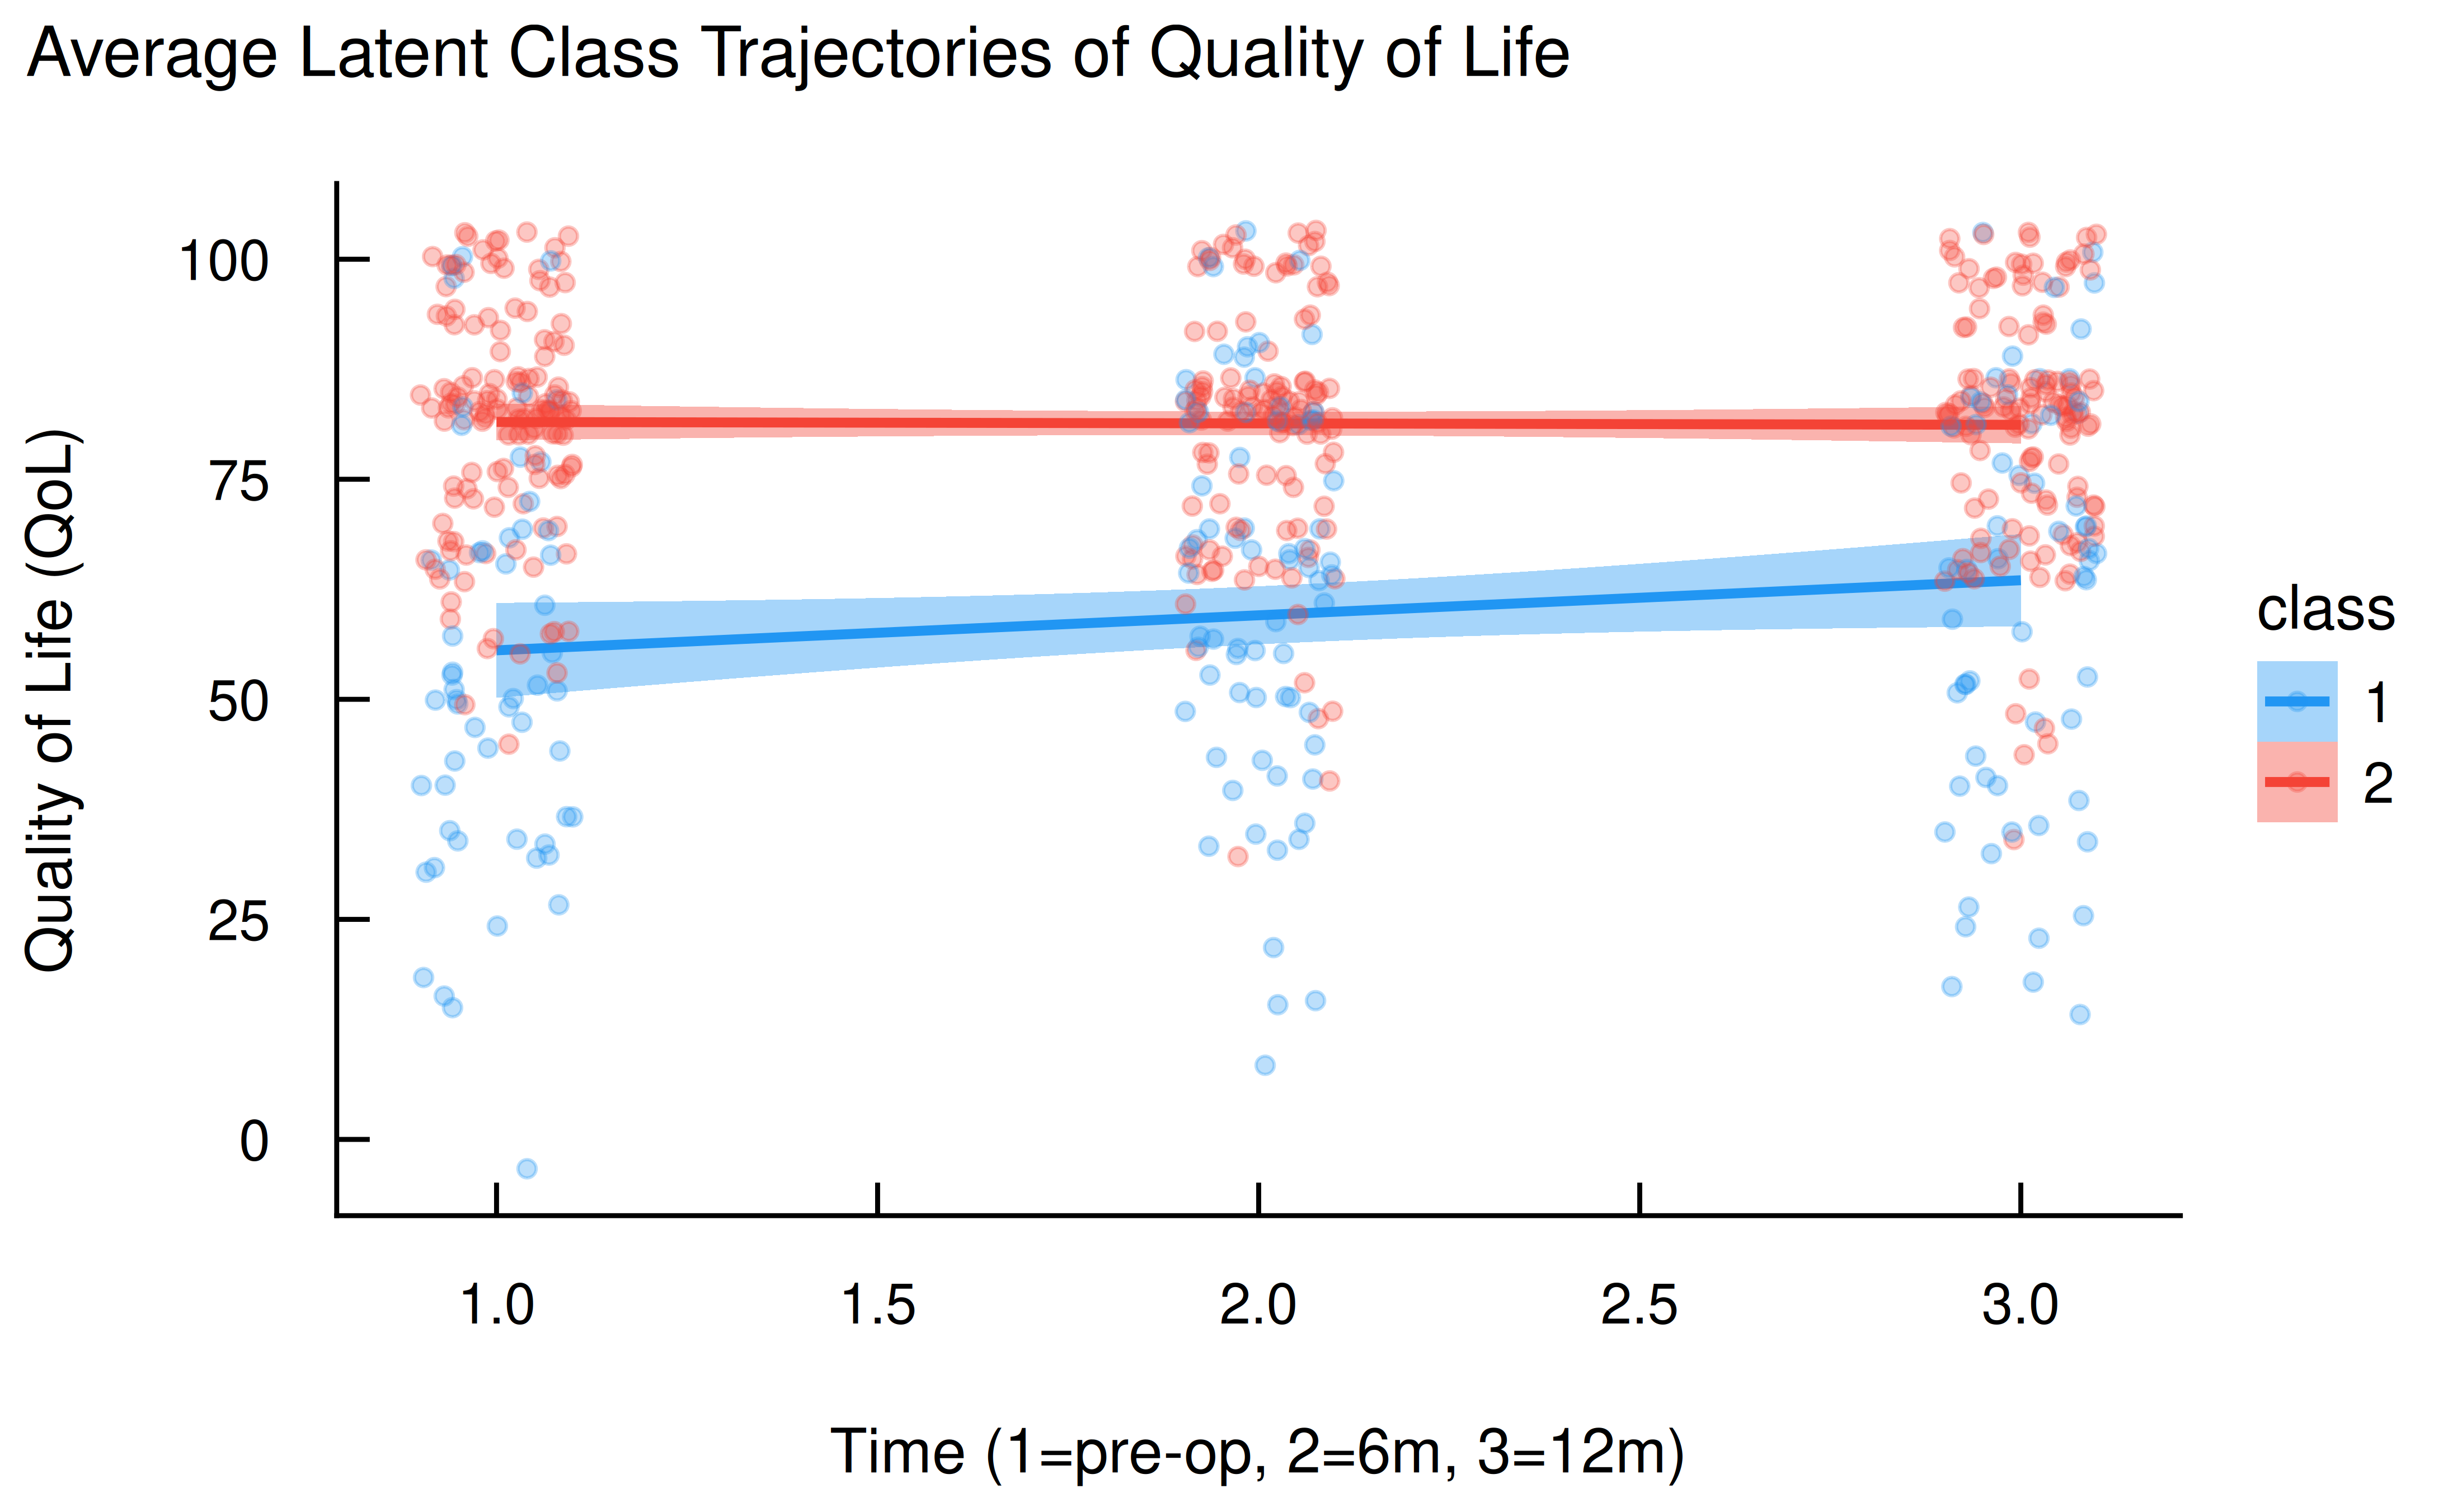 Average Latent Class Trajectories of Quality of Life
Quality of Life (QoL)
100
75
50
25
0
1.0 1.5 2.0 2.5 3.0
Time (1=pre-op, 2=6m, 3=12m)
class
1
2